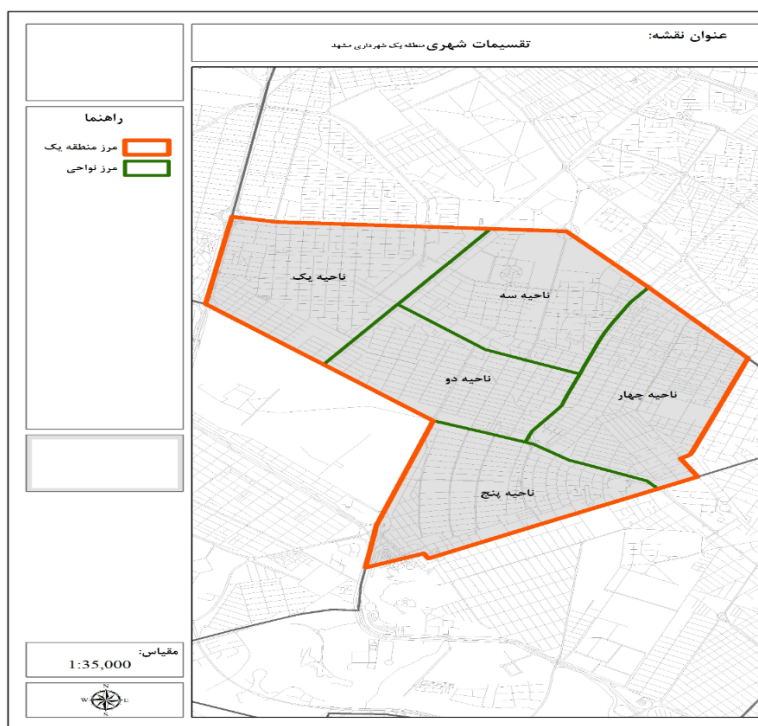 عنوان نقشه:
تقسیمات شهری منطقه یک شهرداری مشهد
راهنما
مرز منطقه یک
مرز نواحی
ناحیه یک
ناحیه سه
ناحیه دو
ناحیه چهار
ناحیه پنج
مقیاس:
1:35,000
N
W E
S